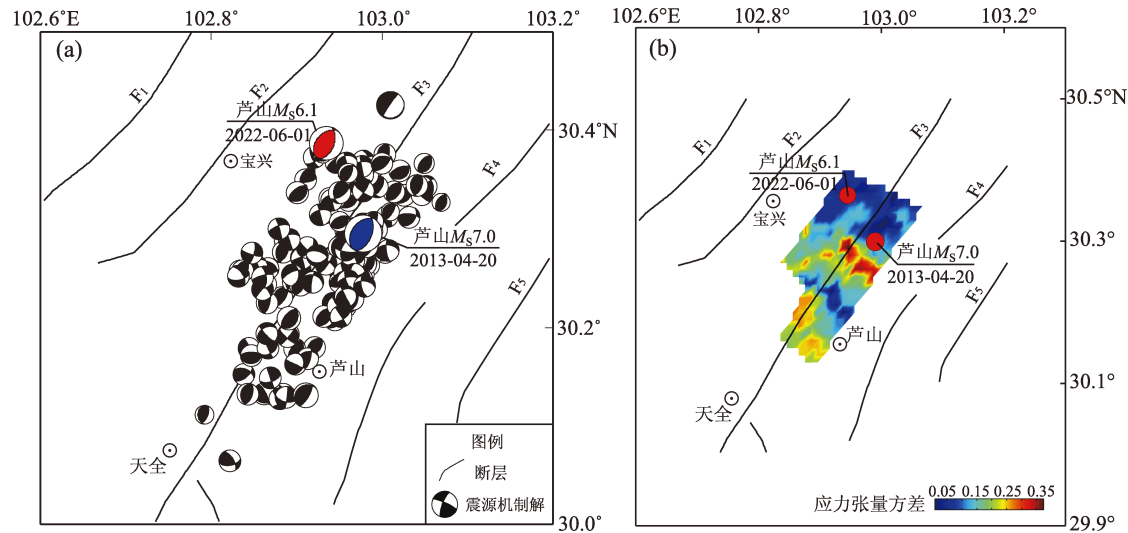 102.6°E
102.8°
103.0°
103.2°
(a)
F1
F2
F3
芦山MS6.1
2022-06-01
30.4°N
宝兴
F4
芦山MS7.0
2013-04-20
F5
30.2°
芦山
天全
图例
断层
震源机制解
30.0°
102.6°E
102.8°
103.0°
103.2°
(b)
30.5°N
F1
F2
F3
芦山MS6.1
2022-06-01
F4
宝兴
30.3°
芦山MS7.0
2013-04-20
F5
芦山
30.1°
天全
应力张量方差
0.05 0.15 0.25 0.35
29.9°